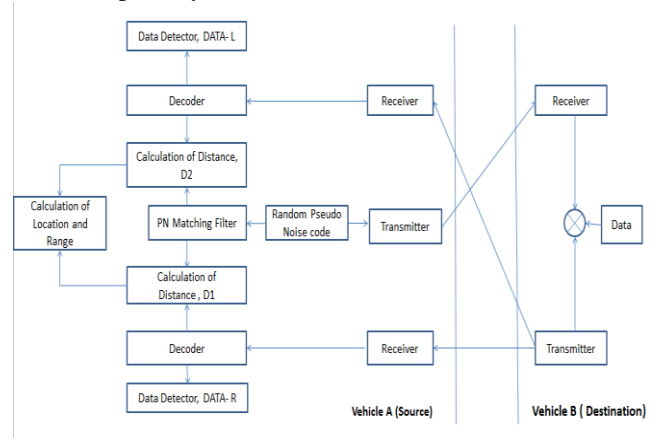 Data Detector, DATA- L
Decoder
Receiver
Receiver
Calculation of Distance,
D2
Calculation of
Location and
Range
PN Matching Filter
Random Pseudo
Noise code
Transmitter
Data
Calculation of
Distance , D1
Decoder
Receiver
Transmitter
Data Detector, DATA- R
Vehicle A (Source)
Vehicle B ( Destination)